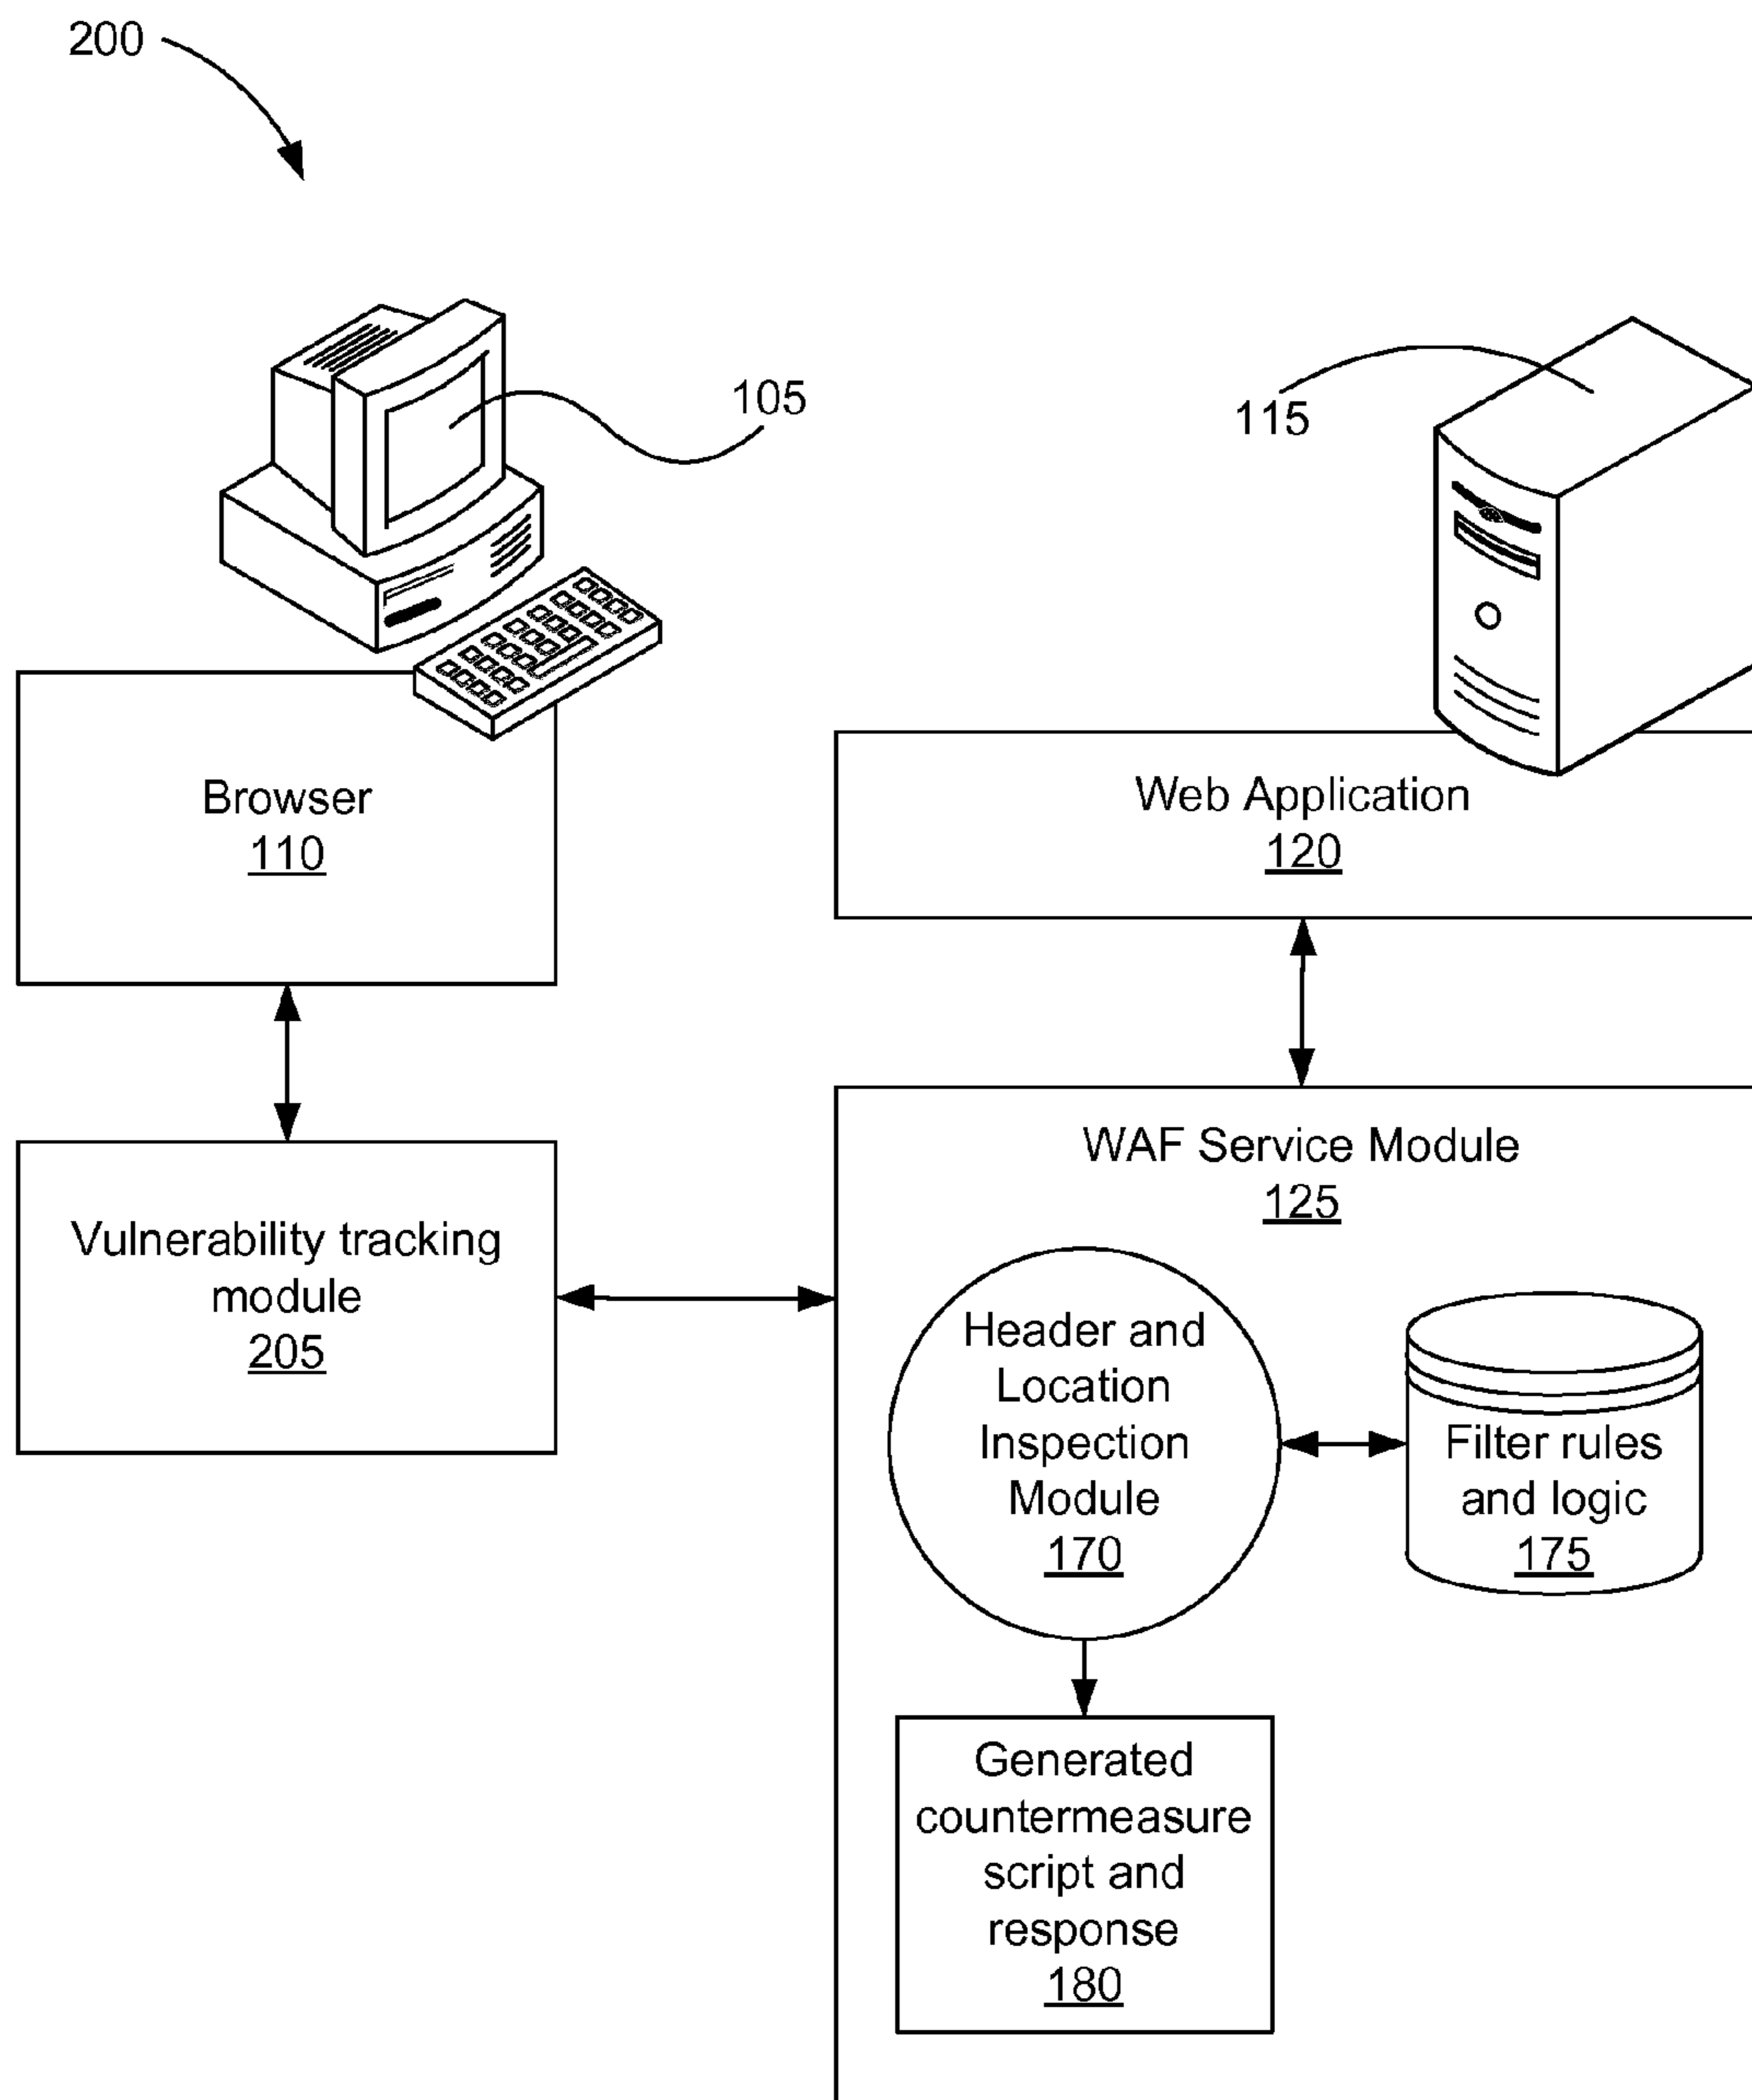 200
105
115
Browser
110
Web Application
120
Vulnerability tracking
module
205
WAF Service Module
125
Header and
Location
Inspection
Module
170
Filter rules
and logic
175
Generated
countermeasure
script and
response
180